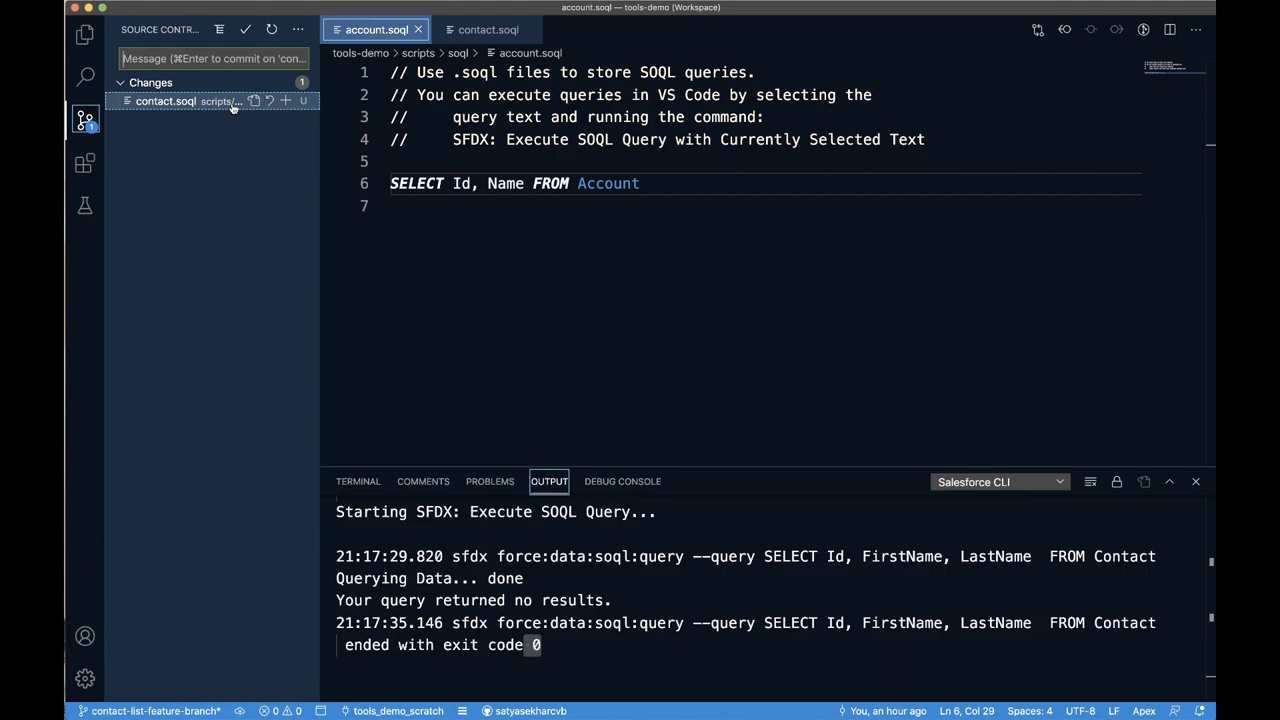 account.soql — tools-demo (Workspace)
SOURCE CONTR...
Message (⌘Enter to commit on 'con...
Changes 1
contact.soql scripts/... U
1
account.soql contact.soql
tools-demo > scripts > soql > account.soql
1 // Use .soql files to store SOQL queries.
2 // You can execute queries in VS Code by selecting the
3 //     query text and running the command:
4 //     SFDX: Execute SOQL Query with Currently Selected Text
5
6 SELECT Id, Name FROM Account
7
TERMINAL COMMENTS PROBLEMS OUTPUT DEBUG CONSOLE Salesforce CLI
Starting SFDX: Execute SOQL Query...
21:17:29.820 sfdx force:data:soql:query --query SELECT Id, FirstName, LastName  FROM Contact
Querying Data... done
Your query returned no results.
21:17:35.146 sfdx force:data:soql:query --query SELECT Id, FirstName, LastName  FROM Contact
ended with exit code 0
contact-list-feature-branch* 0 0 tools_demo_scratch satyasekharcvb You, an hour ago Ln 6, Col 29 Spaces: 4 UTF-8 LF Apex